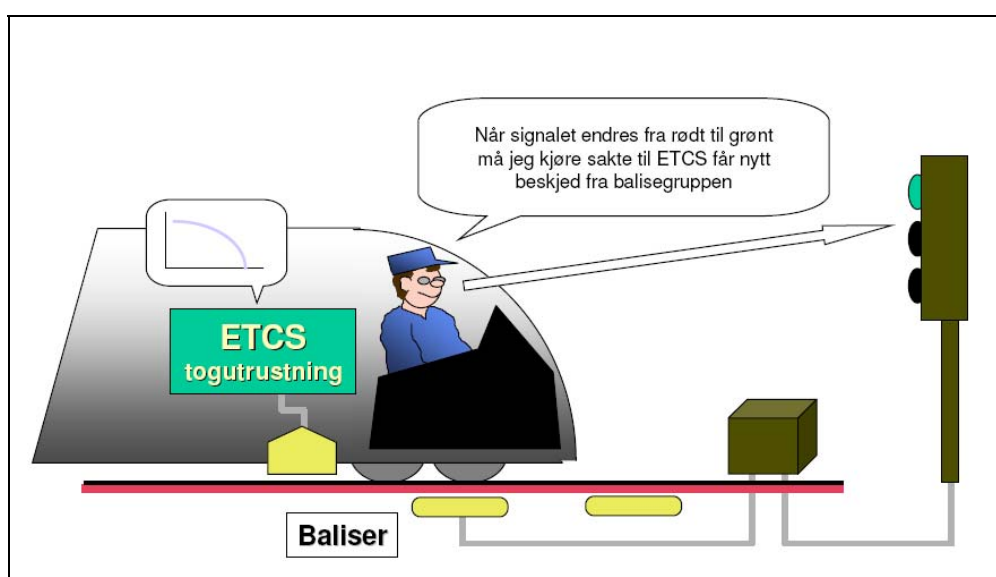 Når signalet endres fra rødt til grønt
må jeg kjøre sakte til ETCS får nytt
beskjed fra balisegruppen
ETCS
togutrustning
Baliser